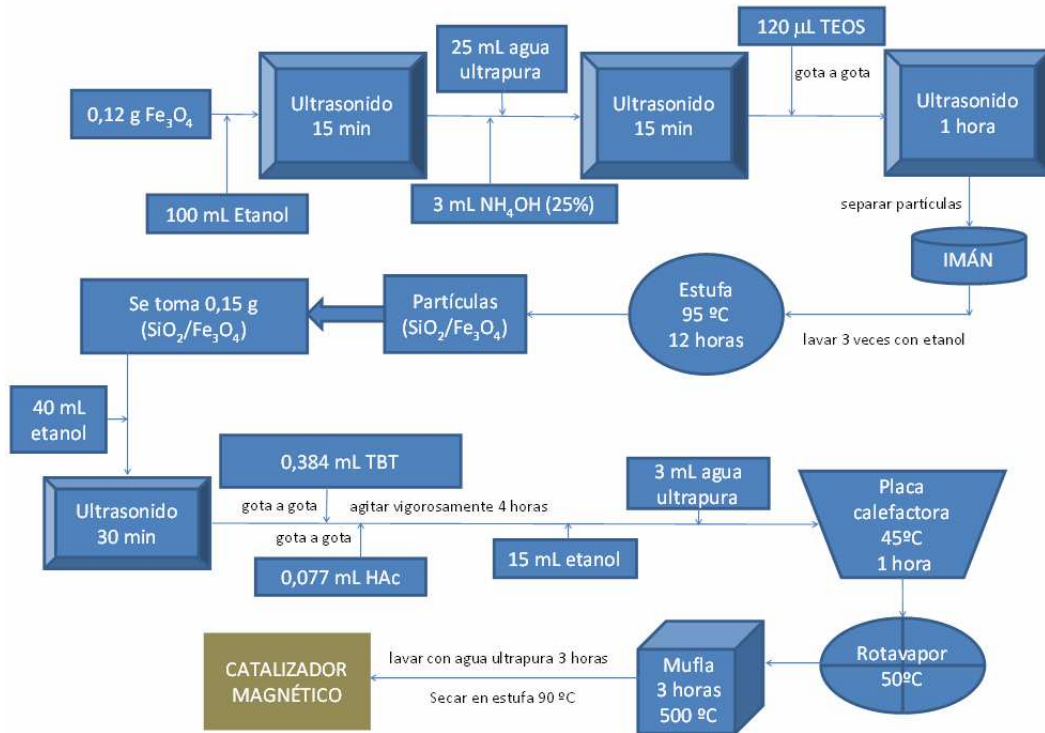 120 μL TEOS
25 mL agua
ultrapura
gota a gota
0,12 g Fe₃O₄
Ultrasonido
15 min
Ultrasonido
15 min
Ultrasonido
1 hora
100 mL Etanol
3 mL NH₄OH (25%)
separar partículas
IMÁN
Se toma 0,15 g
(SiO₂/Fe₃O₄)
Partículas
(SiO₂/Fe₃O₄)
Estufa
95 ºC
12 horas
lavar 3 veces con etanol
40 mL
etanol
0,384 mL TBT
3 mL agua
ultrapura
Placa
calefactora
45ºC
1 hora
Ultrasonido
30 min
gota a gota
agitar vigorosamente 4 horas
gota a gota
0,077 mL HAc
15 mL etanol
CATALIZADOR
MAGNÉTICO
lavar con agua ultrapura 3 horas
Secar en estufa 90 ºC
Mufla
3 horas
500 ºC
Rotavapor
50ºC